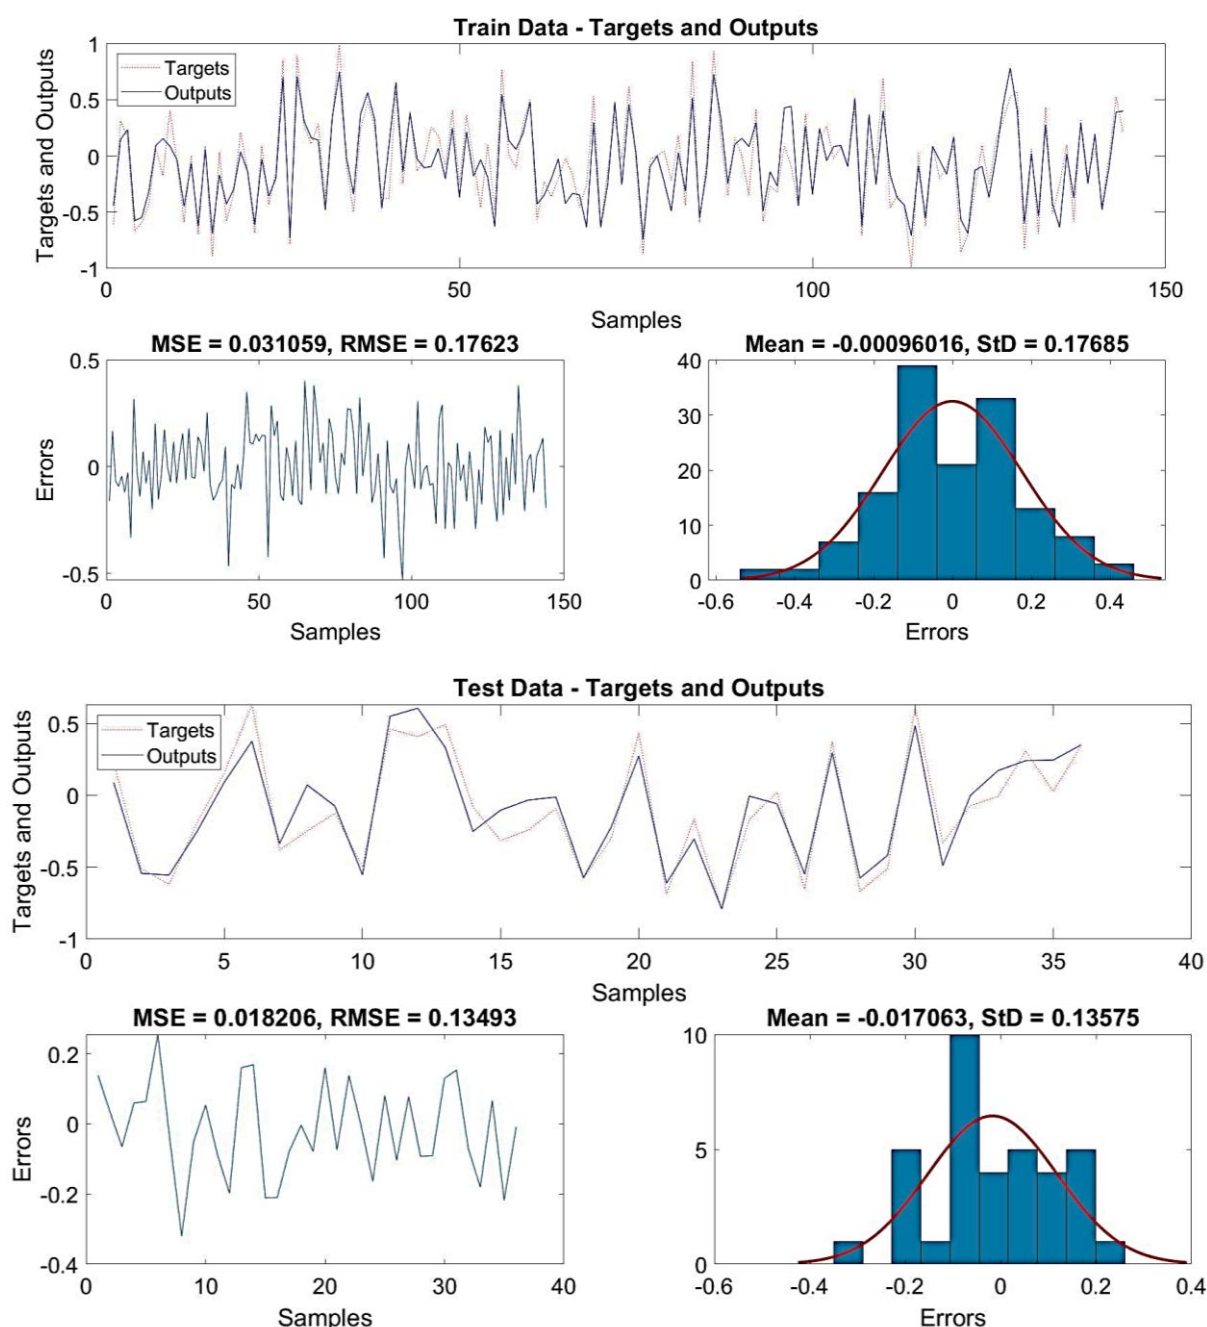 Train Data - Targets and Outputs
Targets and Outputs
1
0.5
0
-0.5
-1
Targets
Outputs
0 50 100 150
Samples
MSE = 0.031059, RMSE = 0.17623
Errors
0.5
0
-0.5
0 50 100 150
Samples
Mean = -0.00096016, StD = 0.17685
40
30
20
10
0
-0.6 -0.4 -0.2 0 0.2 0.4
Errors
Test Data - Targets and Outputs
Targets and Outputs
0.5
0
-0.5
-1
Targets
Outputs
0 5 10 15 20 25 30 35 40
Samples
MSE = 0.018206, RMSE = 0.13493
Errors
0.2
0
-0.2
-0.4
0 10 20 30 40
Samples
Mean = -0.017063, StD = 0.13575
10
5
0
-0.6 -0.4 -0.2 0 0.2 0.4
Errors